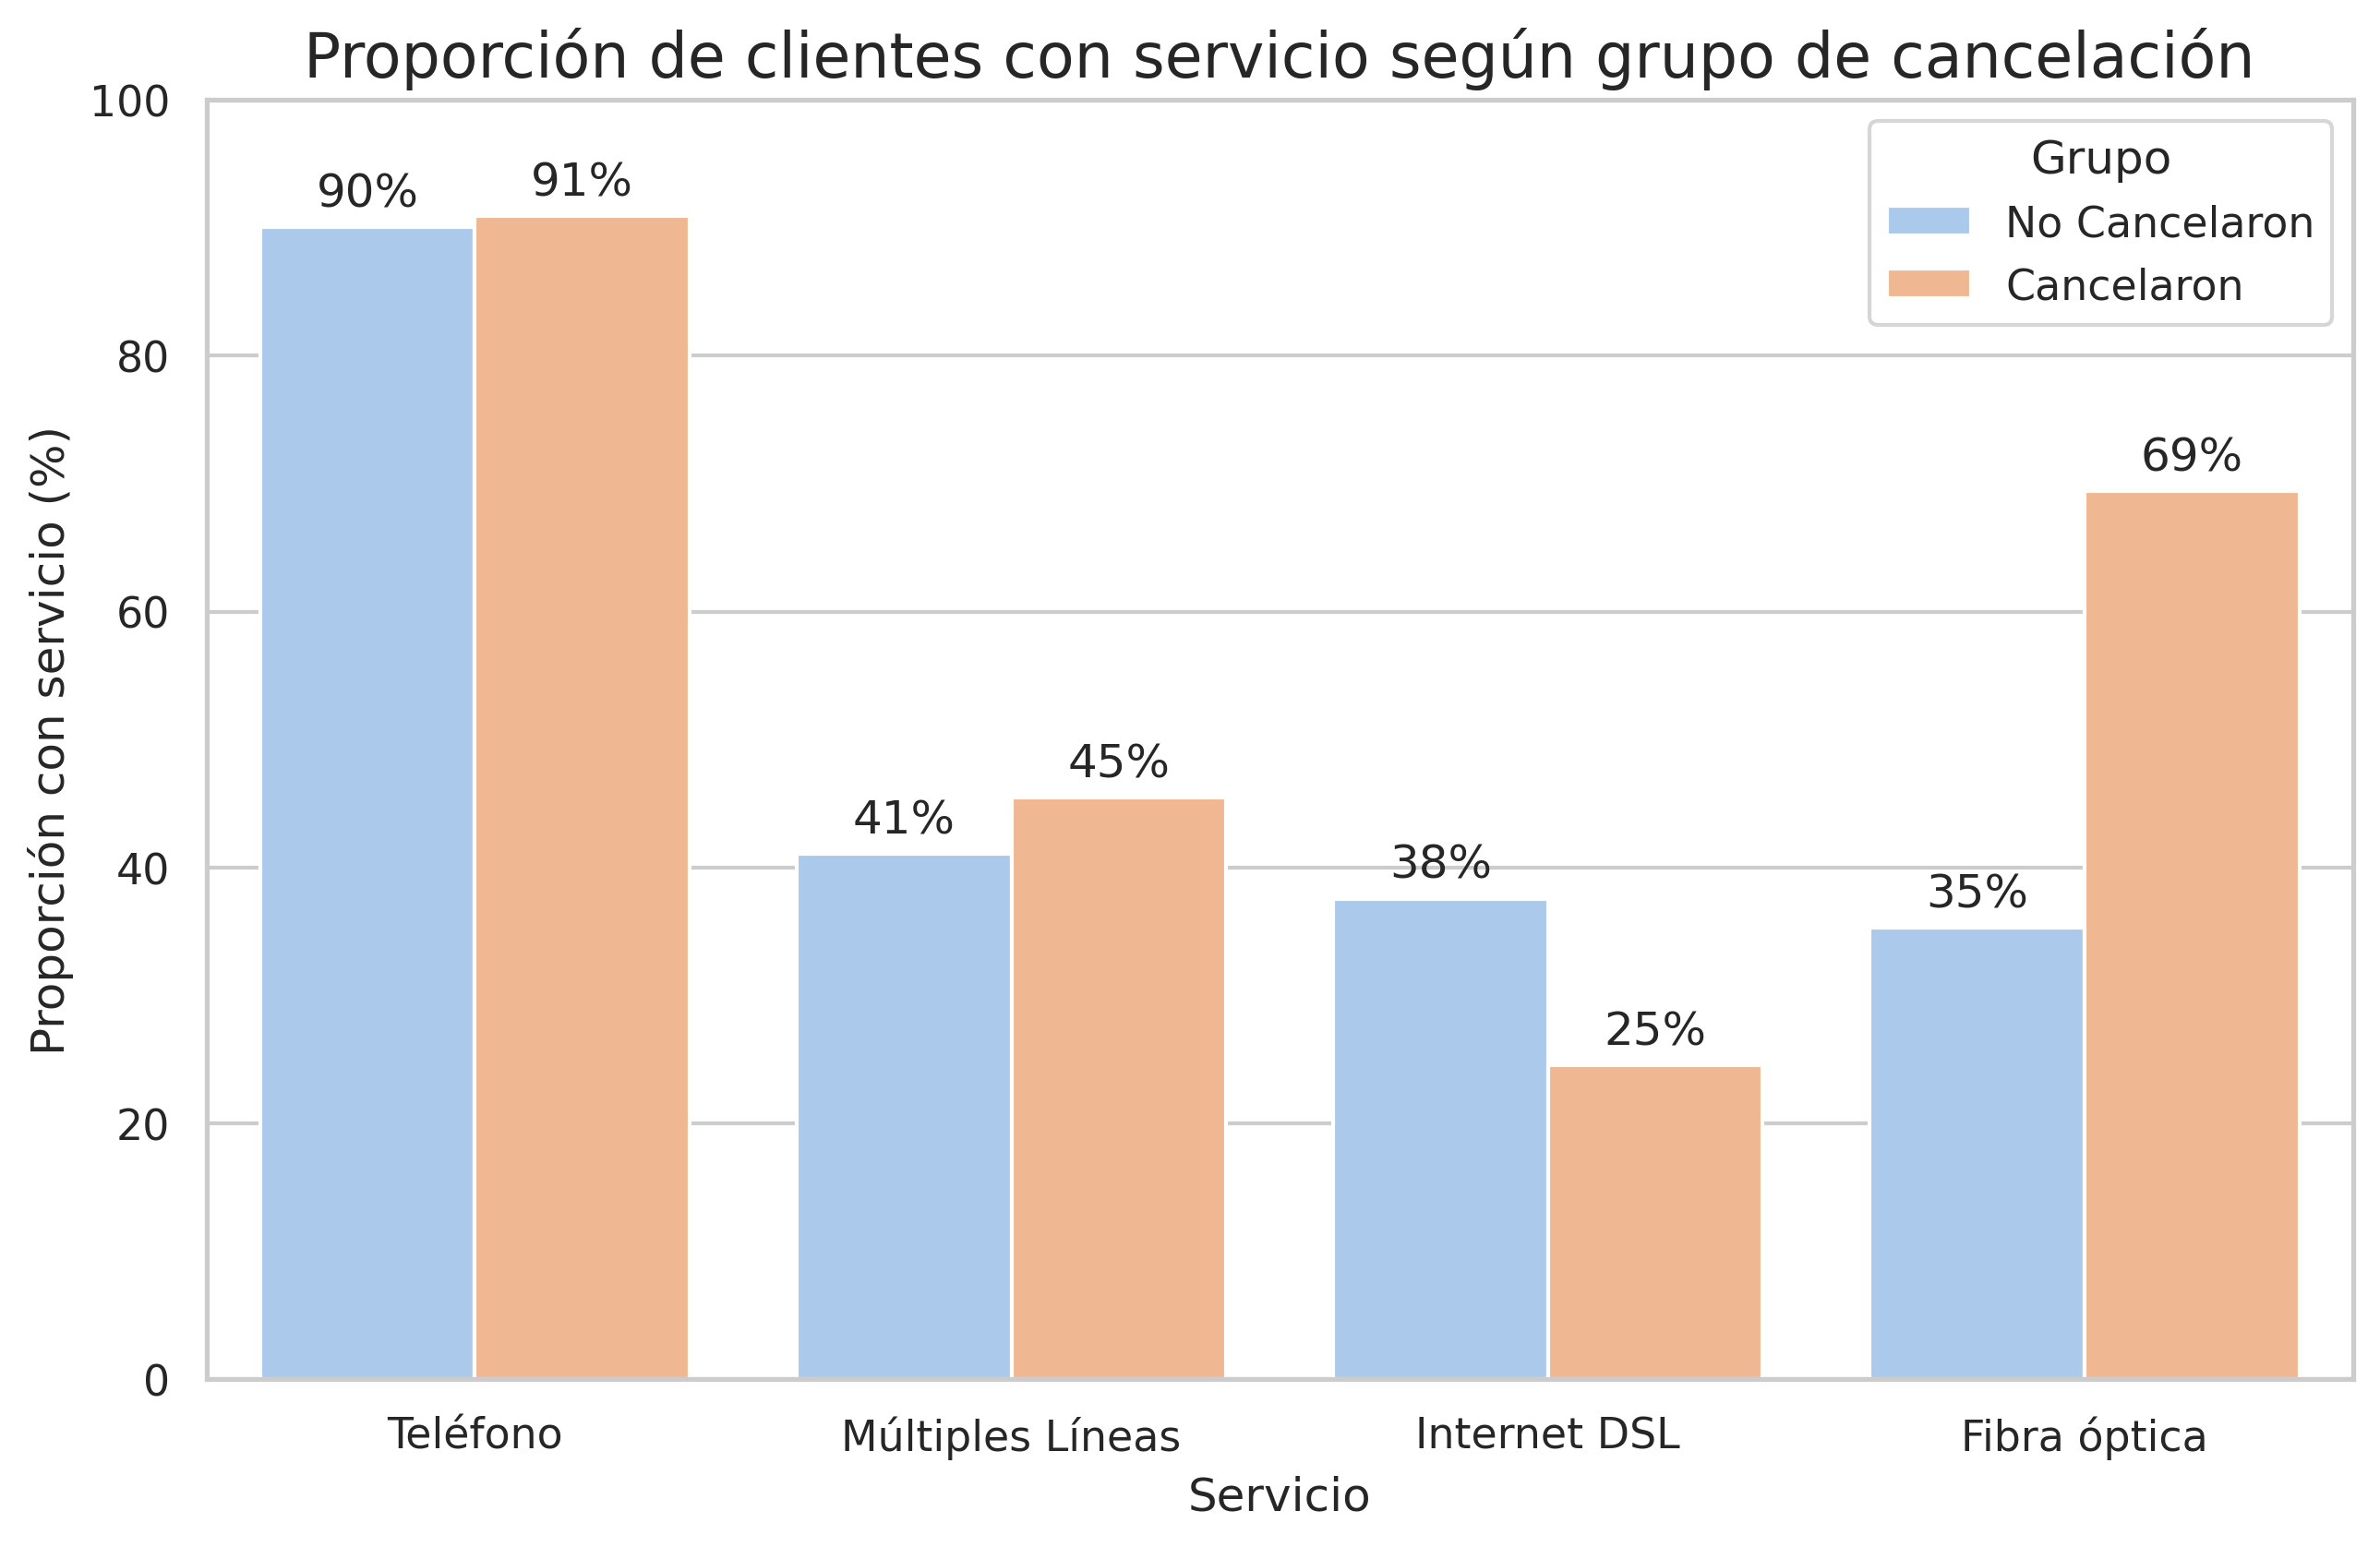 Proporción de clientes con servicio según grupo de cancelación
Proporción con servicio (%)
100
80
60
40
20
0
90%
91%
41%
45%
38%
25%
35%
69%
Grupo
No Cancelaron
Cancelaron
Teléfono
Múltiples Líneas
Internet DSL
Fibra óptica
Servicio